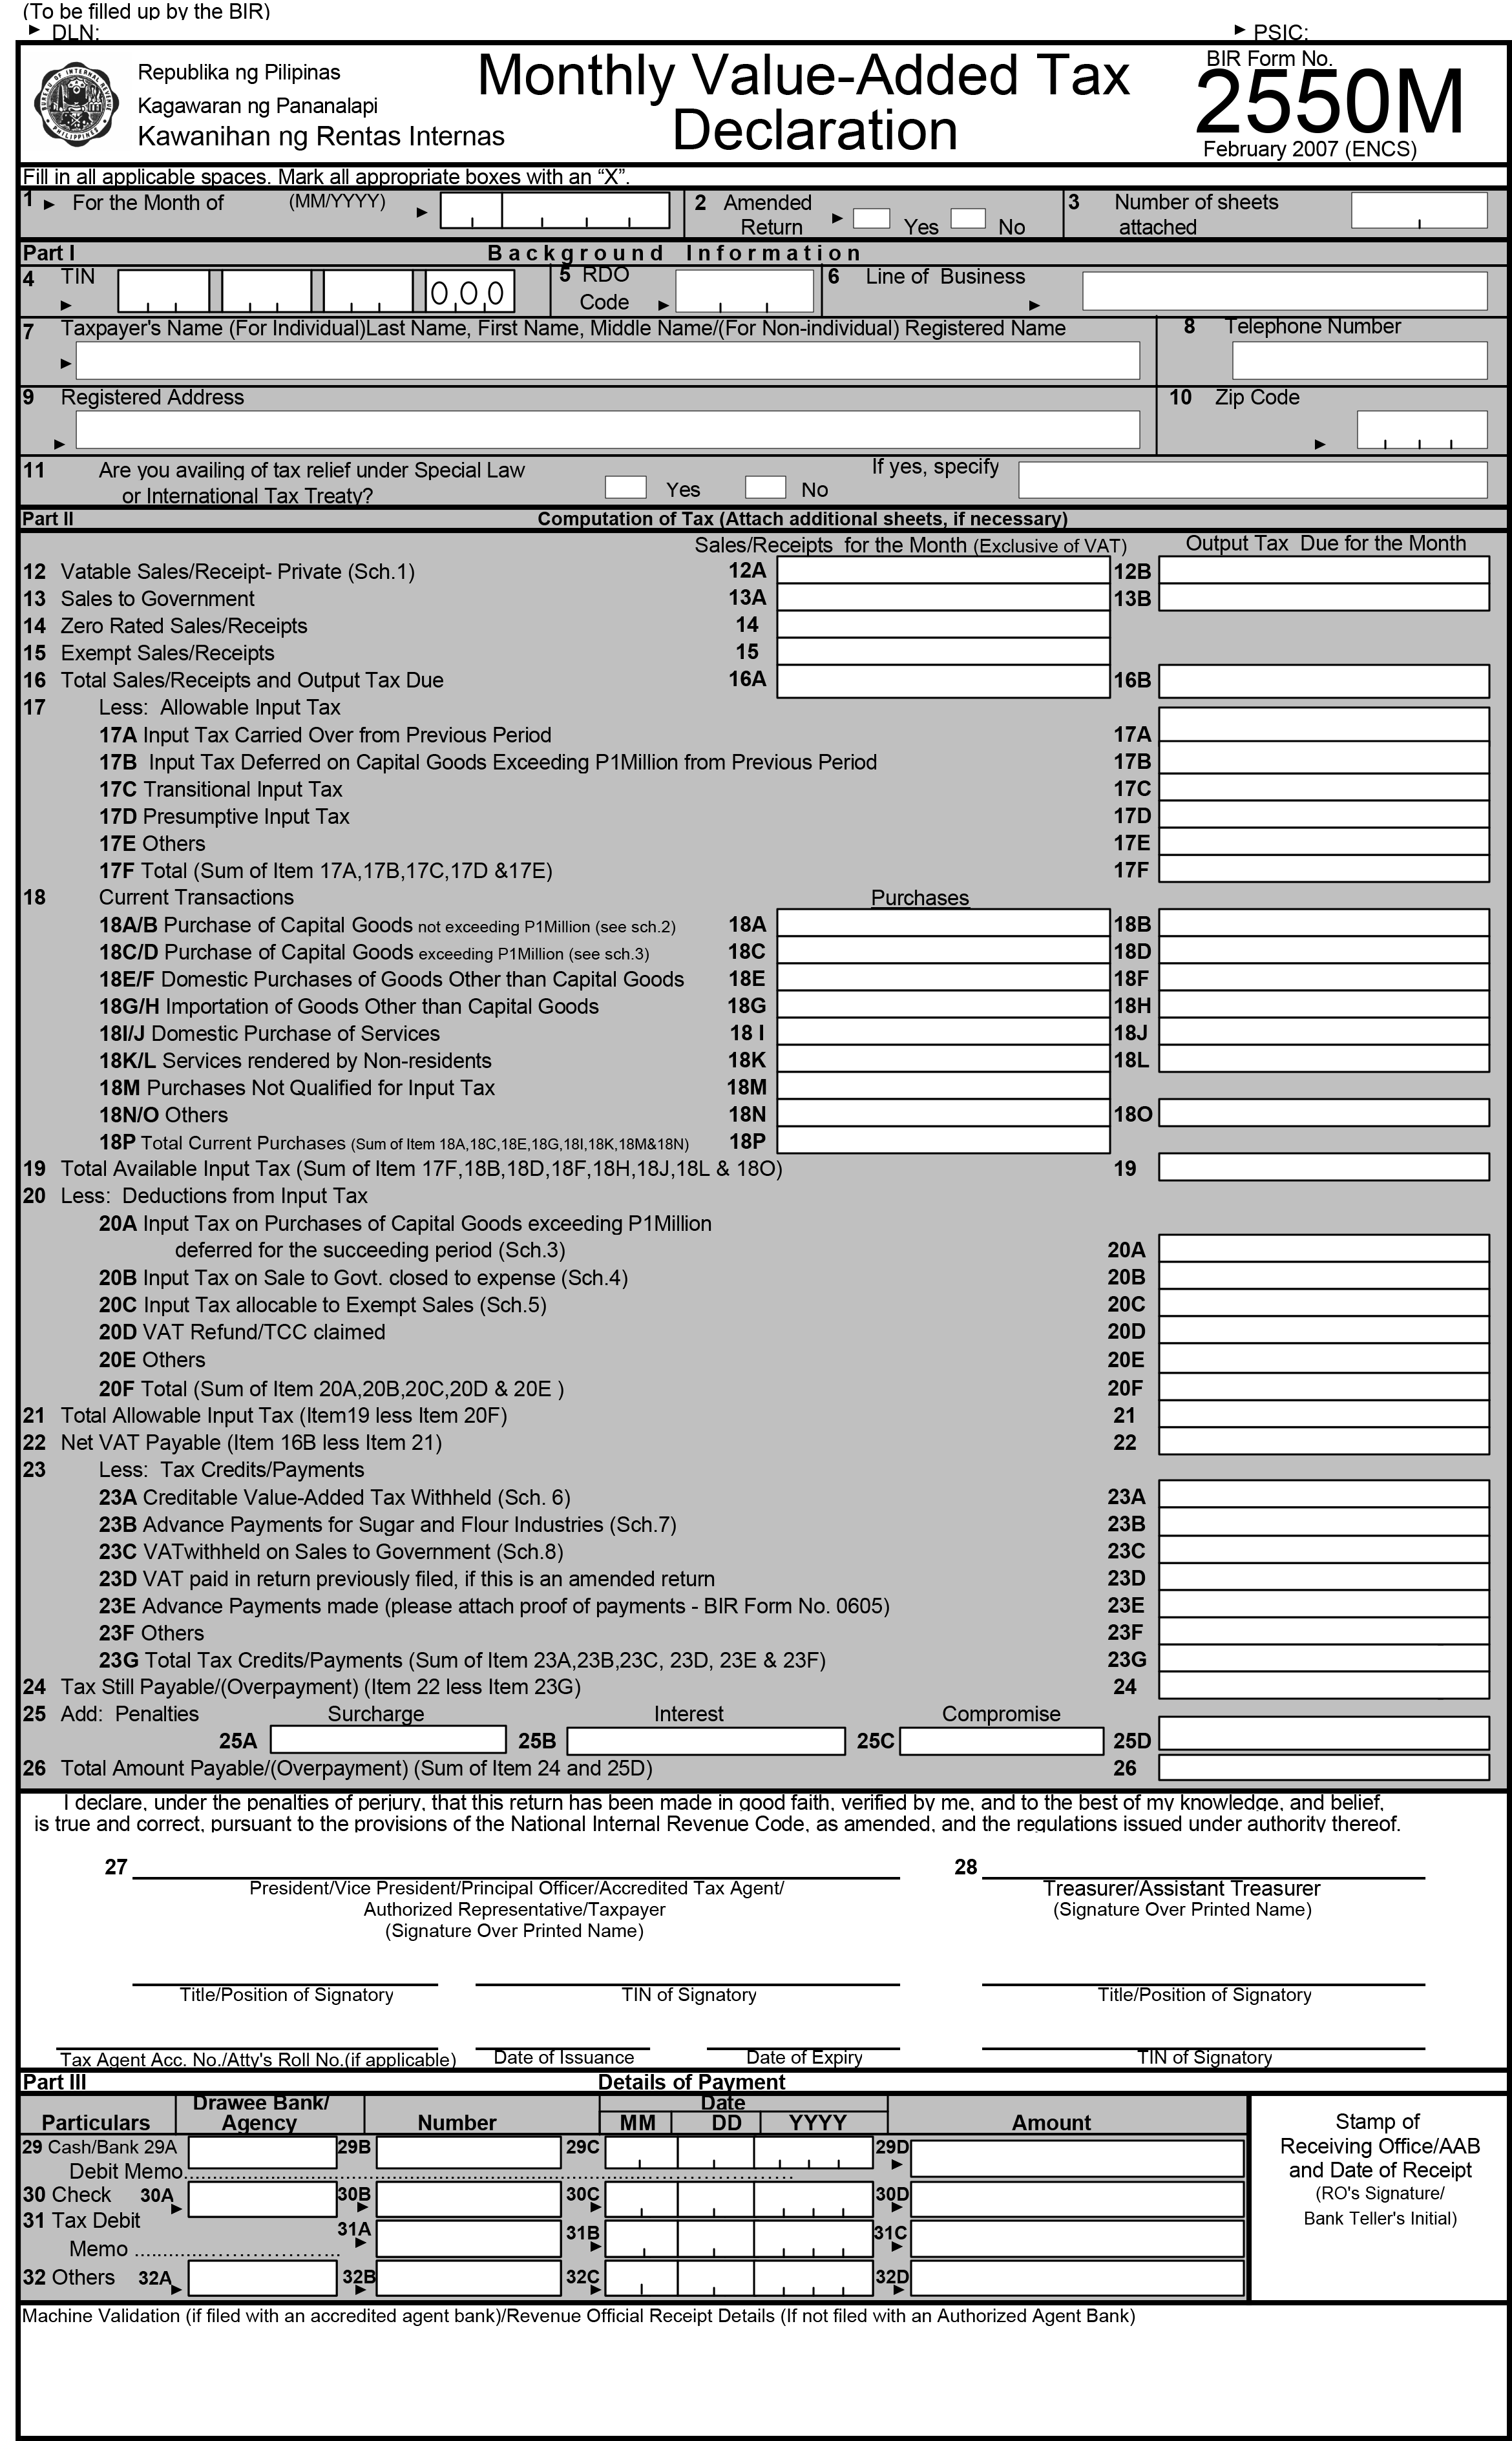 (To be filled up by the BIR)
DLN: PSIC:
Republika ng Pilipinas
Kagawaran ng Pananalapi
Kawanihan ng Rentas Internas
Monthly Value-Added Tax
Declaration
BIR Form No.
2550M
February 2007 (ENCS)
Fill in all applicable spaces. Mark all appropriate boxes with an “X”.
1 For the Month of (MM/YYYY) 2 Amended Return Yes No 3 Number of sheets attached
Part I Background Information
4 TIN 000 5 RDO Code 6 Line of Business
7 Taxpayer's Name (For Individual)Last Name, First Name, Middle Name/(For Non-individual) Registered Name 8 Telephone Number
9 Registered Address 10 Zip Code
11 Are you availing of tax relief under Special Law
or International Tax Treaty? Yes No If yes, specify
Part II Computation of Tax (Attach additional sheets, if necessary)
Sales/Receipts for the Month (Exclusive of VAT) Output Tax Due for the Month
12 Vatable Sales/Receipt- Private (Sch.1) 12A 12B
13 Sales to Government 13A 13B
14 Zero Rated Sales/Receipts 14
15 Exempt Sales/Receipts 15
16 Total Sales/Receipts and Output Tax Due 16A 16B
17 Less: Allowable Input Tax
17A Input Tax Carried Over from Previous Period 17A
17B Input Tax Deferred on Capital Goods Exceeding P1Million from Previous Period 17B
17C Transitional Input Tax 17C
17D Presumptive Input Tax 17D
17E Others 17E
17F Total (Sum of Item 17A,17B,17C,17D &17E) 17F
18 Current Transactions Purchases
18A/B Purchase of Capital Goods not exceeding P1Million (see sch.2) 18A 18B
18C/D Purchase of Capital Goods exceeding P1Million (see sch.3) 18C 18D
18E/F Domestic Purchases of Goods Other than Capital Goods 18E 18F
18G/H Importation of Goods Other than Capital Goods 18G 18H
18I/J Domestic Purchase of Services 18 I 18J
18K/L Services rendered by Non-residents 18K 18L
18M Purchases Not Qualified for Input Tax 18M
18N/O Others 18N 18O
18P Total Current Purchases (Sum of Item 18A,18C,18E,18G,18I,18K,18M&18N) 18P
19 Total Available Input Tax (Sum of Item 17F,18B,18D,18F,18H,18J,18L & 18O) 19
20 Less: Deductions from Input Tax
20A Input Tax on Purchases of Capital Goods exceeding P1Million
deferred for the succeeding period (Sch.3) 20A
20B Input Tax on Sale to Govt. closed to expense (Sch.4) 20B
20C Input Tax allocable to Exempt Sales (Sch.5) 20C
20D VAT Refund/TCC claimed 20D
20E Others 20E
20F Total (Sum of Item 20A,20B,20C,20D & 20E ) 20F
21 Total Allowable Input Tax (Item19 less Item 20F) 21
22 Net VAT Payable (Item 16B less Item 21) 22
23 Less: Tax Credits/Payments
23A Creditable Value-Added Tax Withheld (Sch. 6) 23A
23B Advance Payments for Sugar and Flour Industries (Sch.7) 23B
23C VATwithheld on Sales to Government (Sch.8) 23C
23D VAT paid in return previously filed, if this is an amended return 23D
23E Advance Payments made (please attach proof of payments - BIR Form No. 0605) 23E
23F Others 23F
23G Total Tax Credits/Payments (Sum of Item 23A,23B,23C, 23D, 23E & 23F) 23G
24 Tax Still Payable/(Overpayment) (Item 22 less Item 23G) 24
25 Add: Penalties Surcharge Interest Compromise
25A 25B 25C 25D
26 Total Amount Payable/(Overpayment) (Sum of Item 24 and 25D) 26
I declare, under the penalties of perjury, that this return has been made in good faith, verified by me, and to the best of my knowledge, and belief,
is true and correct, pursuant to the provisions of the National Internal Revenue Code, as amended, and the regulations issued under authority thereof.
27 28
President/Vice President/Principal Officer/Accredited Tax Agent/ Treasurer/Assistant Treasurer
Authorized Representative/Taxpayer (Signature Over Printed Name)
(Signature Over Printed Name)
Title/Position of Signatory TIN of Signatory Title/Position of Signatory
Tax Agent Acc. No./Atty's Roll No.(if applicable) Date of Issuance Date of Expiry TIN of Signatory
Part III Details of Payment
Particulars Drawee Bank/ Agency Number Date MM DD YYYY Amount
29 Cash/Bank 29A 29B 29C 29D
Debit Memo
30 Check 30A 30B 30C 30D
31 Tax Debit 31A 31B 31C
Memo
32 Others 32A 32B 32C 32D
Stamp of
Receiving Office/AAB
and Date of Receipt
(RO's Signature/
Bank Teller's Initial)
Machine Validation (if filed with an accredited agent bank)/Revenue Official Receipt Details (If not filed with an Authorized Agent Bank)